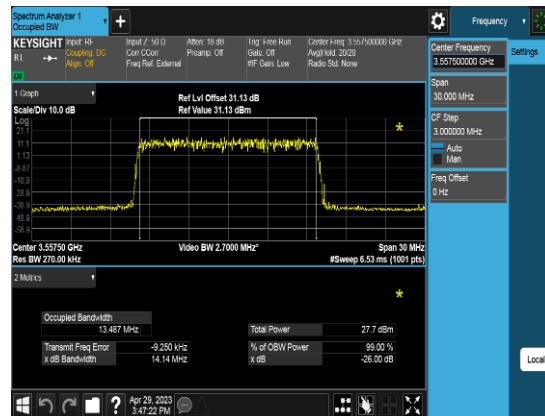 Spectrum Analyzer 1
Occupied BW
Frequency
KEYSIGHT Input: RF
Coupling: DC
Align: Off
Input Z: 50 Ω
Corr CCorr
Freq Ref: External
Atten: 18 dB
Preamp: Off
Trig: Free Run
Gate: Off
#IF Gain: Low
Center Freq: 3.557500000 GHz
Avg|Hold: 20/20
Radio Std: None
Center Frequency
3.557500000 GHz
Settings
Span
30.000 MHz
CF Step
3.000000 MHz
Auto
Man
Freq Offset
0 Hz
1 Graph
Scale/Div 10.0 dB
Ref Lvl Offset 31.13 dB
Ref Value 31.13 dBm
Log
21.1
11.1
1.13
-8.87
-18.9
-28.9
-38.9
-48.9
-58.9
Center 3.55750 GHz
Video BW 2.7000 MHz*
Span 30 MHz
Res BW 270.00 kHz
#Sweep 6.53 ms (1001 pts)
2 Metrics
Occupied Bandwidth
13.487 MHz
Total Power
27.7 dBm
Transmit Freq Error
-9.250 kHz
% of OBW Power
99.00 %
x dB Bandwidth
14.14 MHz
x dB
-26.00 dB
Local
? Apr 29, 2023
3:47:22 PM